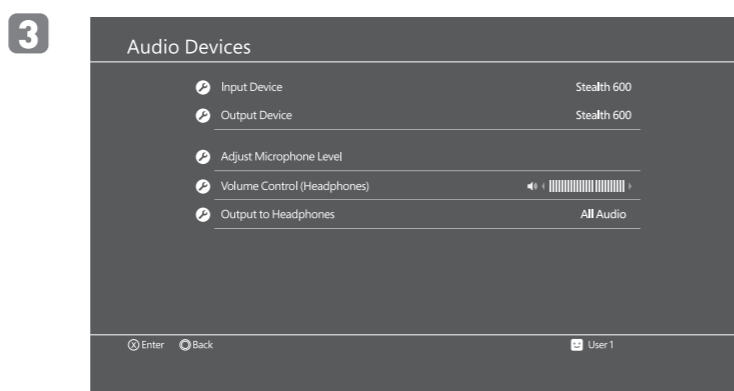 3
Audio Devices
Input Device Stealth 600
Output Device Stealth 600
Adjust Microphone Level
Volume Control (Headphones)
Output to Headphones All Audio
X Enter O Back User 1